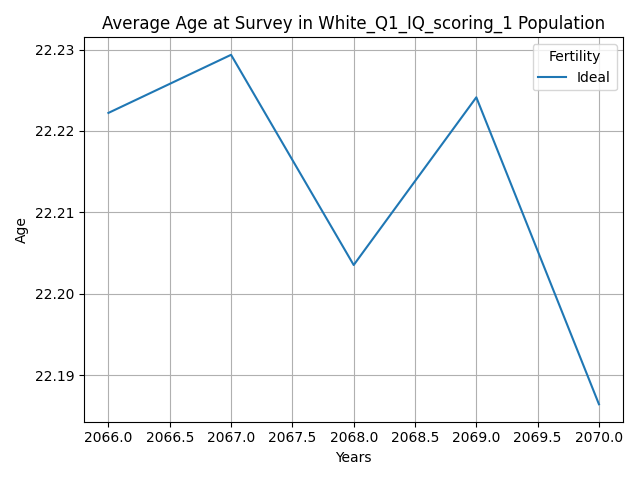 Average Age at Survey in White_Q1_IQ_scoring_1 Population
22.23
22.22
22.21
22.20
22.19
Age
Fertility
Ideal
2066.0 2066.5 2067.0 2067.5 2068.0 2068.5 2069.0 2069.5 2070.0
Years